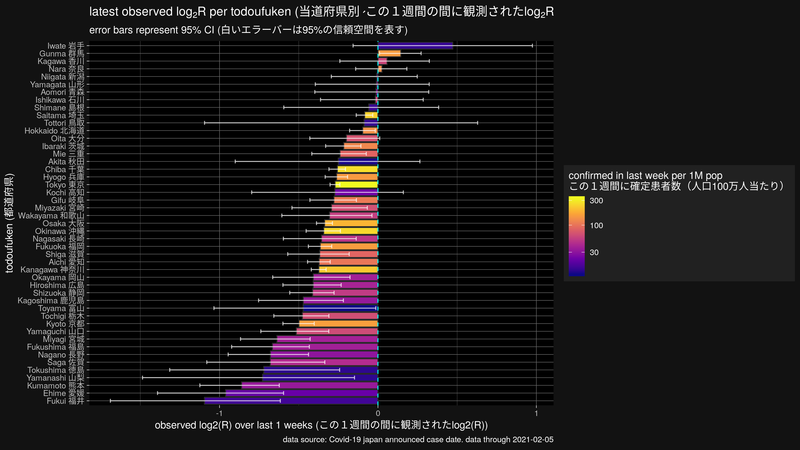 latest observed log2R per todoufuken (当道府県別 この１週間の間に観測されたlog2R
error bars represent 95% CI (白いエラーバーは95%の信頼空間を表す)
todoufuken (都道府県)
Iwate 岩手
Gunma 群馬
Kagawa 香川
Nara 奈良
Niigata 新潟
Yamagata 山形
Aomori 青森
Ishikawa 石川
Shimane 島根
Saitama 埼玉
Tottori 鳥取
Hokkaido 北海道
Oita 大分
Ibaraki 茨城
Mie 三重
Akita 秋田
Chiba 千葉
Hyogo 兵庫
Tokyo 東京
Kochi 高知
Gifu 岐阜
Miyazaki 宮崎
Wakayama 和歌山
Osaka 大阪
Okinawa 沖縄
Nagasaki 長崎
Fukuoka 福岡
Shiga 滋賀
Aichi 愛知
Kanagawa 神奈川
Okayama 岡山
Hiroshima 広島
Shizuoka 静岡
Kagoshima 鹿児島
Toyama 富山
Tochigi 栃木
Kyoto 京都
Yamaguchi 山口
Miyagi 宮城
Fukushima 福島
Nagano 長野
Saga 佐賀
Tokushima 徳島
Yamanashi 山梨
Kumamoto 熊本
Ehime 愛媛
Fukui 福井
-1 0 1
observed log2(R) over last 1 weeks (この１週間の間に観測されたlog2(R))
data source: Covid-19 japan announced case date. data through 2021-02-05
confirmed in last week per 1M pop
この１週間に確定患者数（人口100万人当たり）
300
100
30